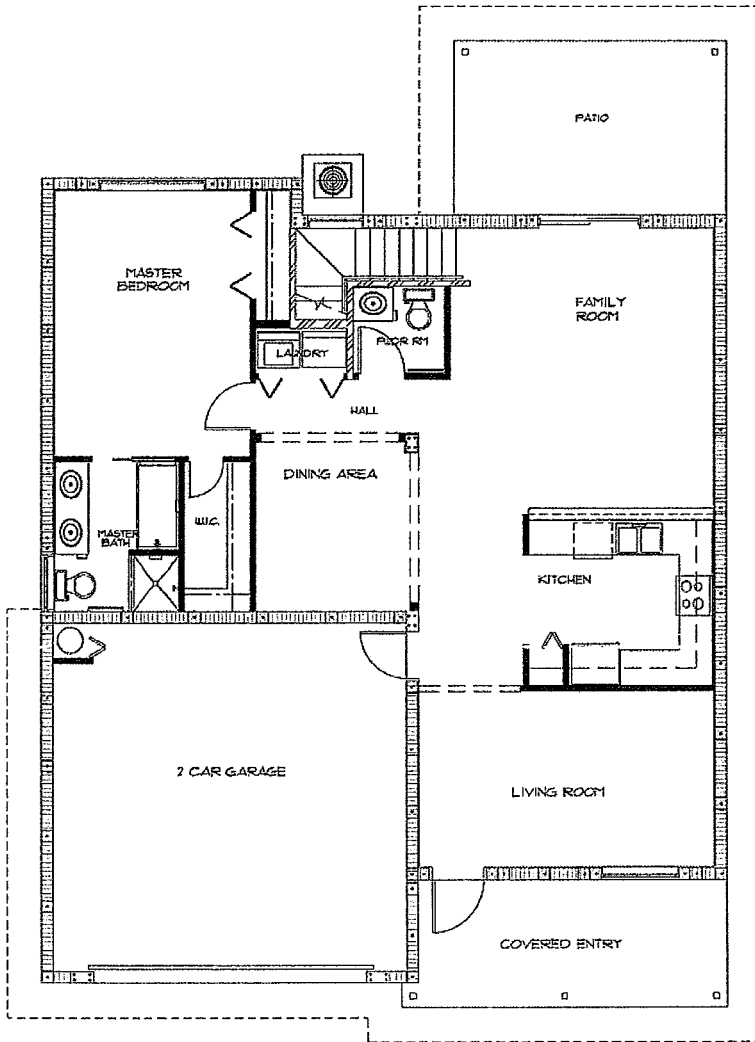 PATIO
MASTER
BEDROOM
FAMILY
ROOM
LANDRY
PWDR RM
HALL
DINING AREA
W.I.C.
MASTER
BATH
KITCHEN
2 CAR GARAGE
LIVING ROOM
COVERED ENTRY